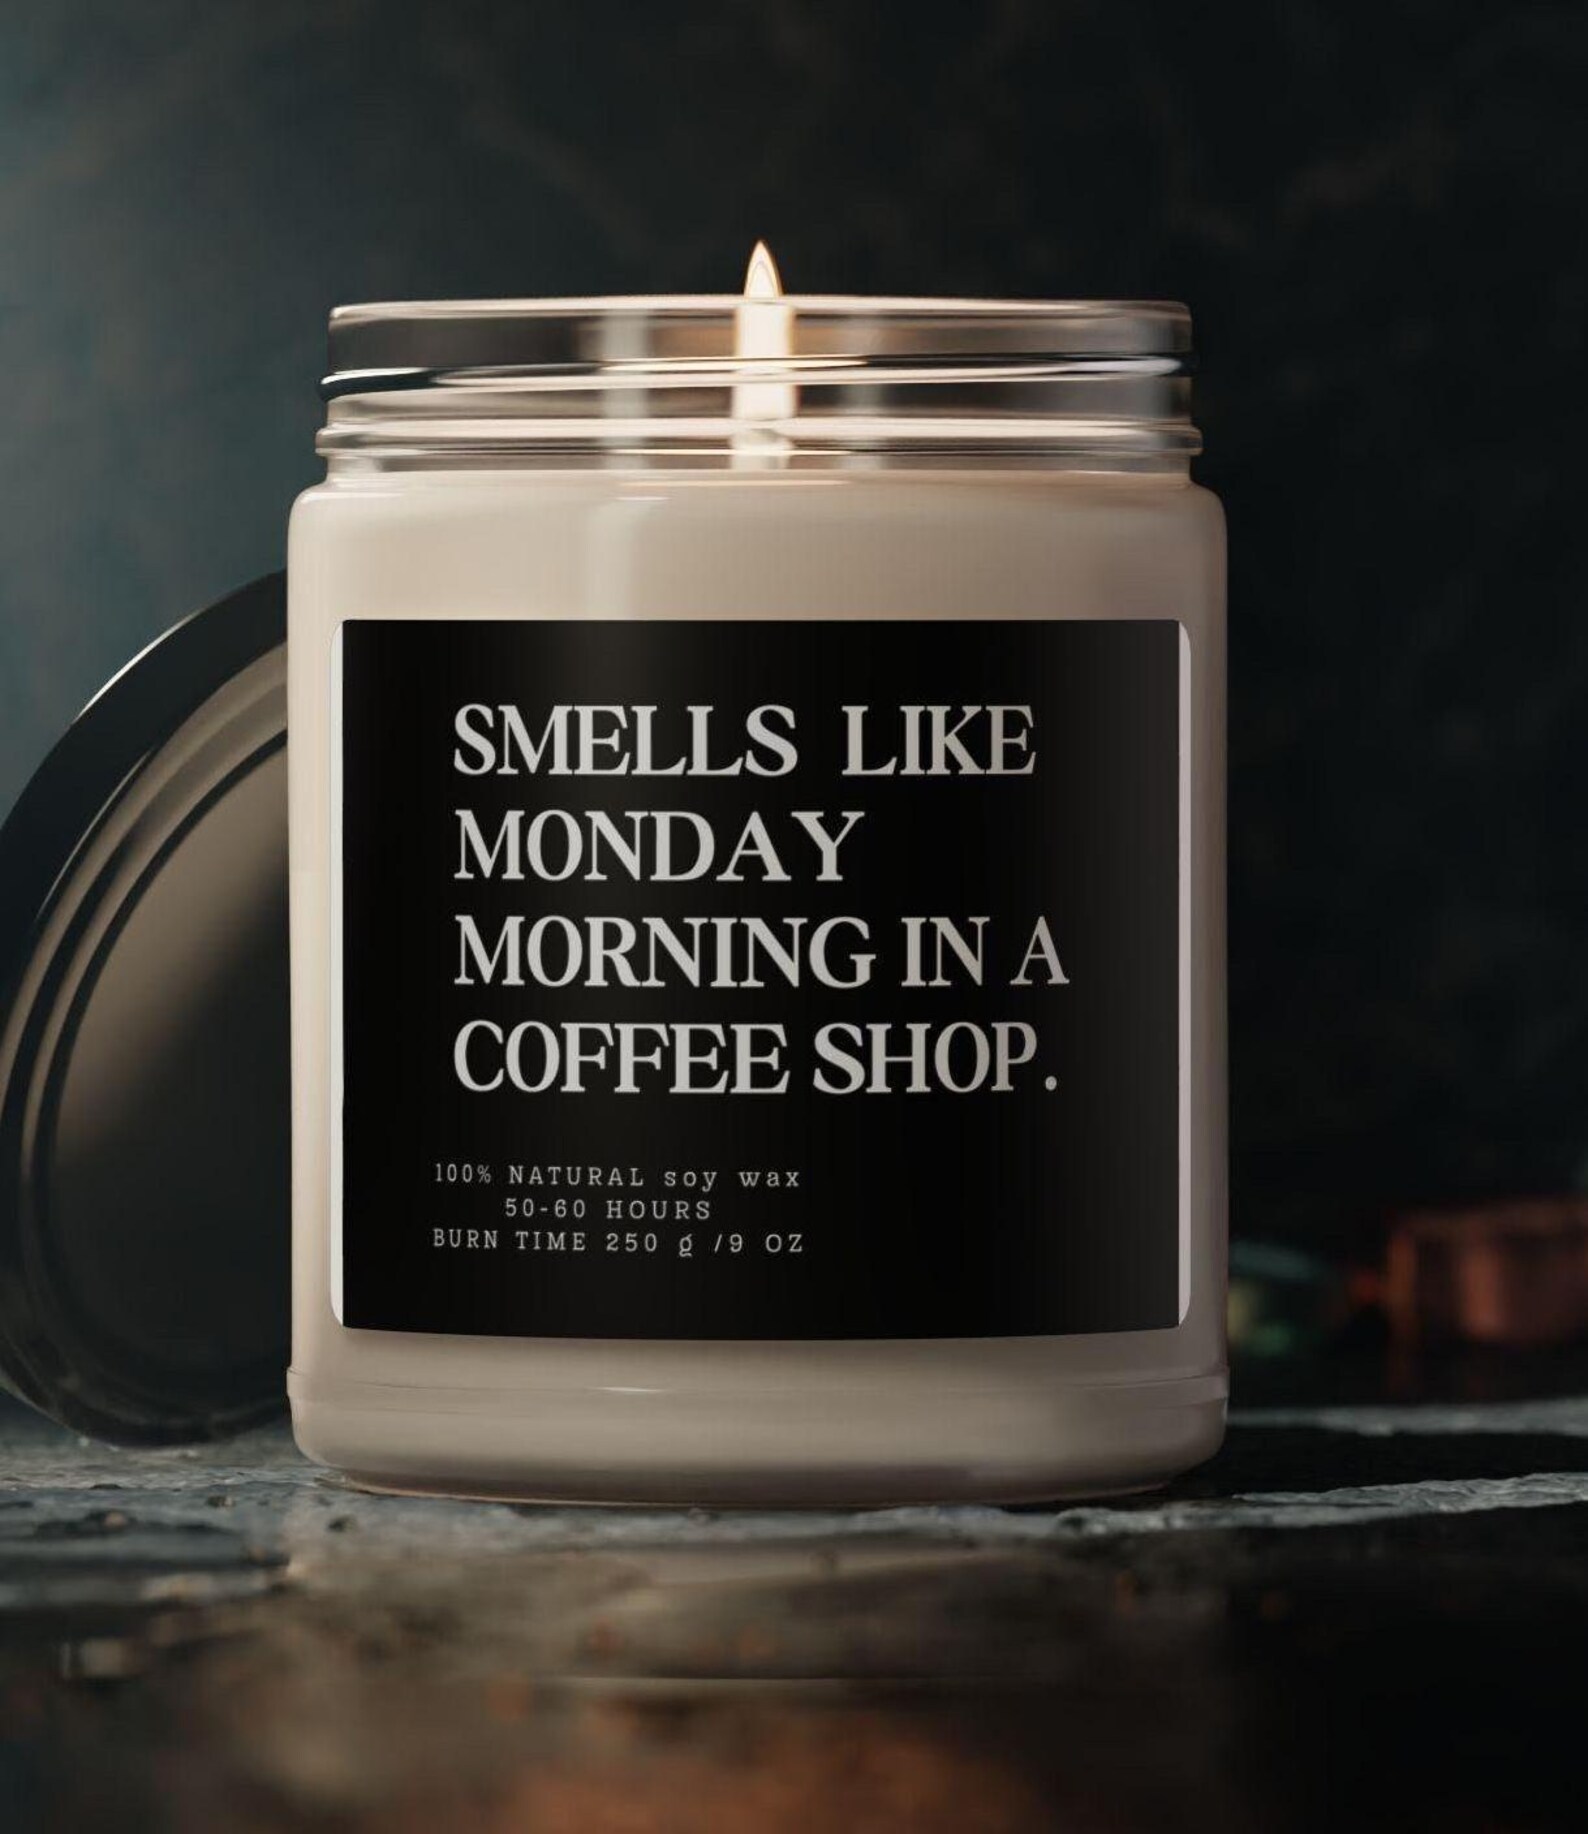 SMELLS LIKE
MONDAY
MORNING IN A
COFFEE SHOP.
100% NATURAL soy wax
50-60 HOURS
BURN TIME 250 g /9 OZ